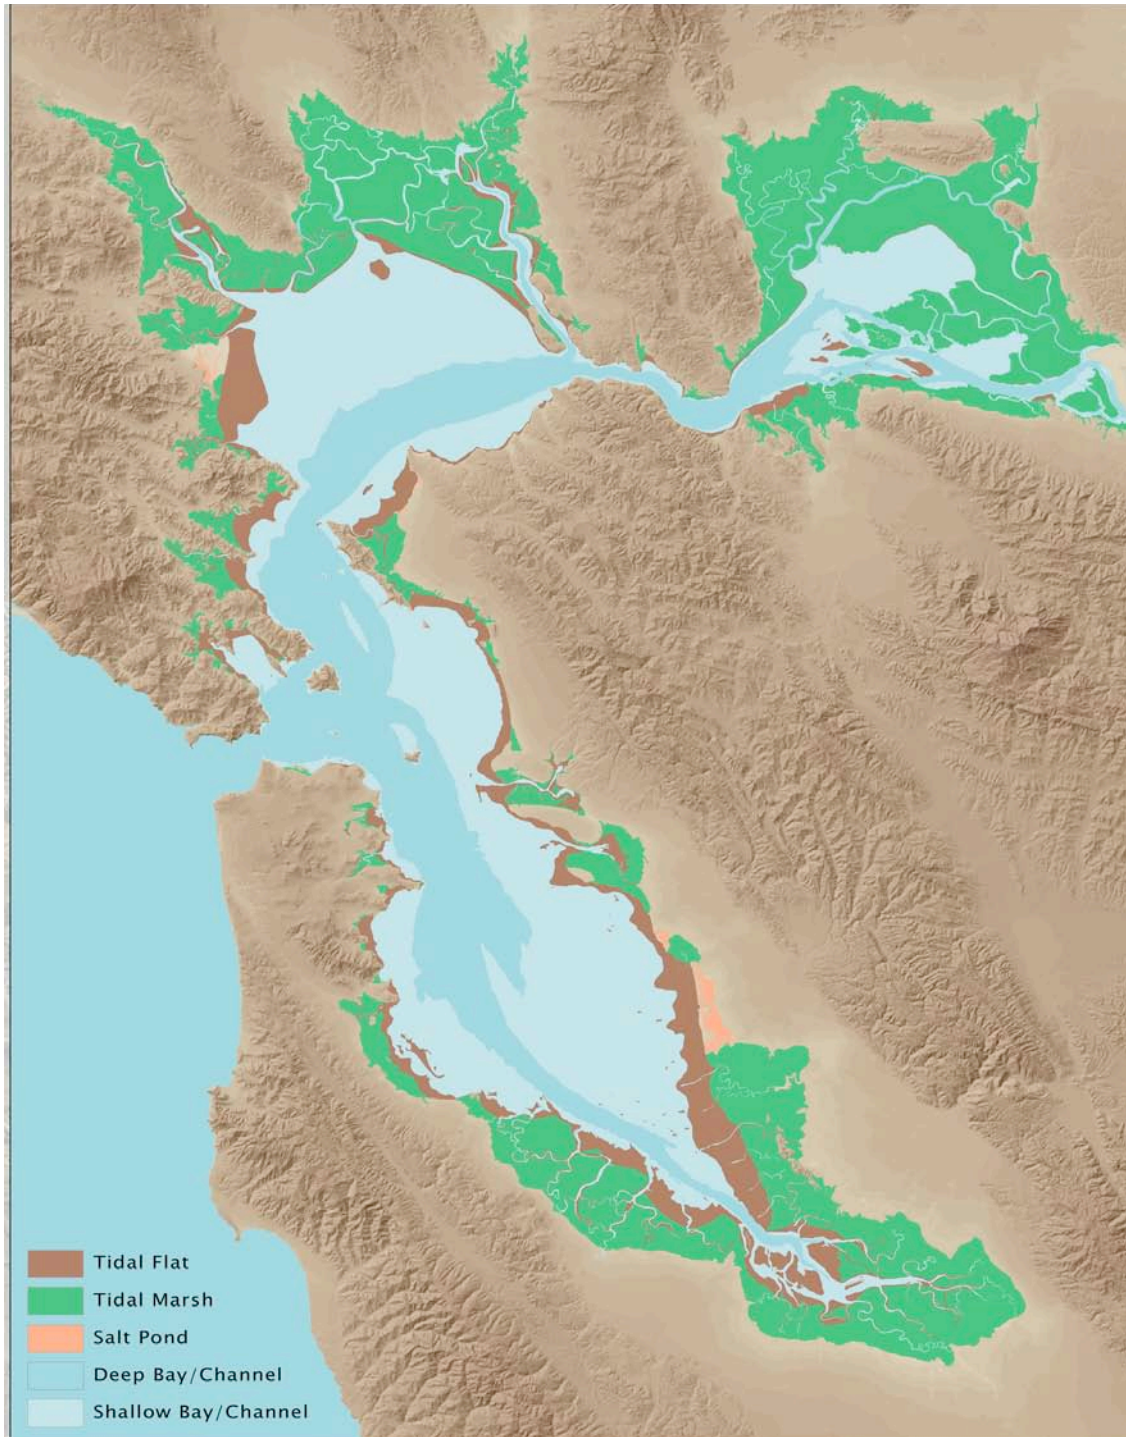 Tidal Flat
Tidal Marsh
Salt Pond
Deep Bay/Channel
Shallow Bay/Channel